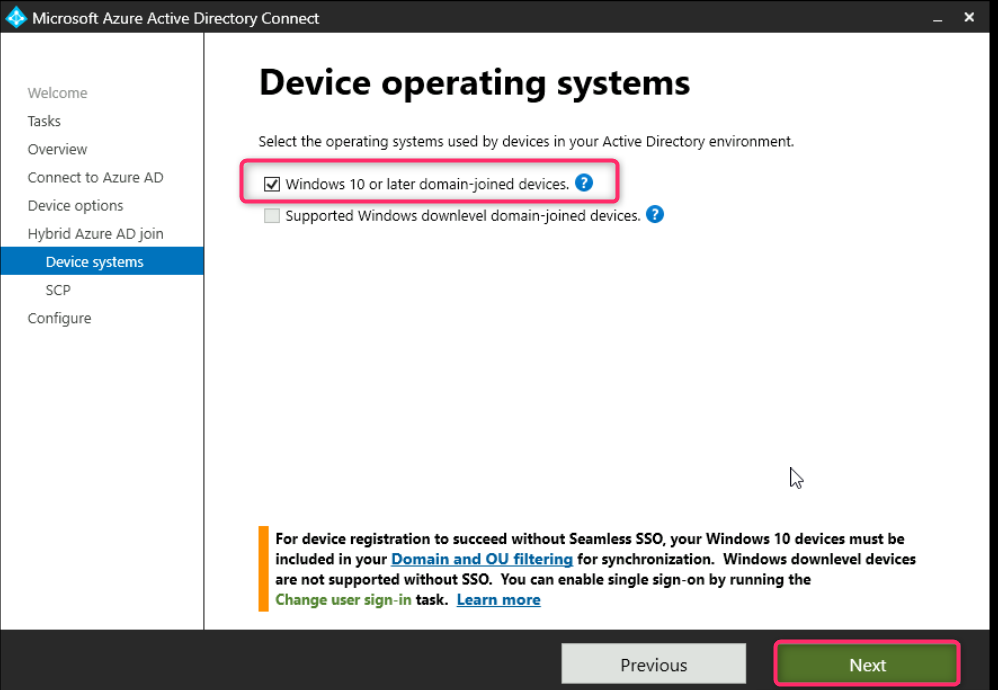 Microsoft Azure Active Directory Connect
Welcome
Tasks
Overview
Connect to Azure AD
Device options
Hybrid Azure AD join
Device systems
SCP
Configure
Device operating systems
Select the operating systems used by devices in your Active Directory environment.
Windows 10 or later domain-joined devices. ?
Supported Windows downlevel domain-joined devices. ?
For device registration to succeed without Seamless SSO, your Windows 10 devices must be
included in your Domain and OU filtering for synchronization. Windows downlevel devices
are not supported without SSO. You can enable single sign-on by running the
Change user sign-in task. Learn more
Previous
Next